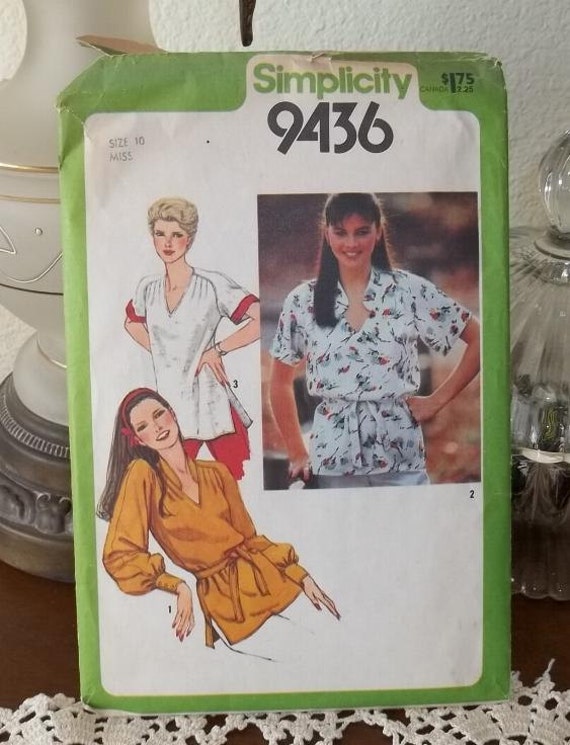 Simplicity
$1.75
CANADA 2.25
9436
SIZE 10
MISS
3
2
1